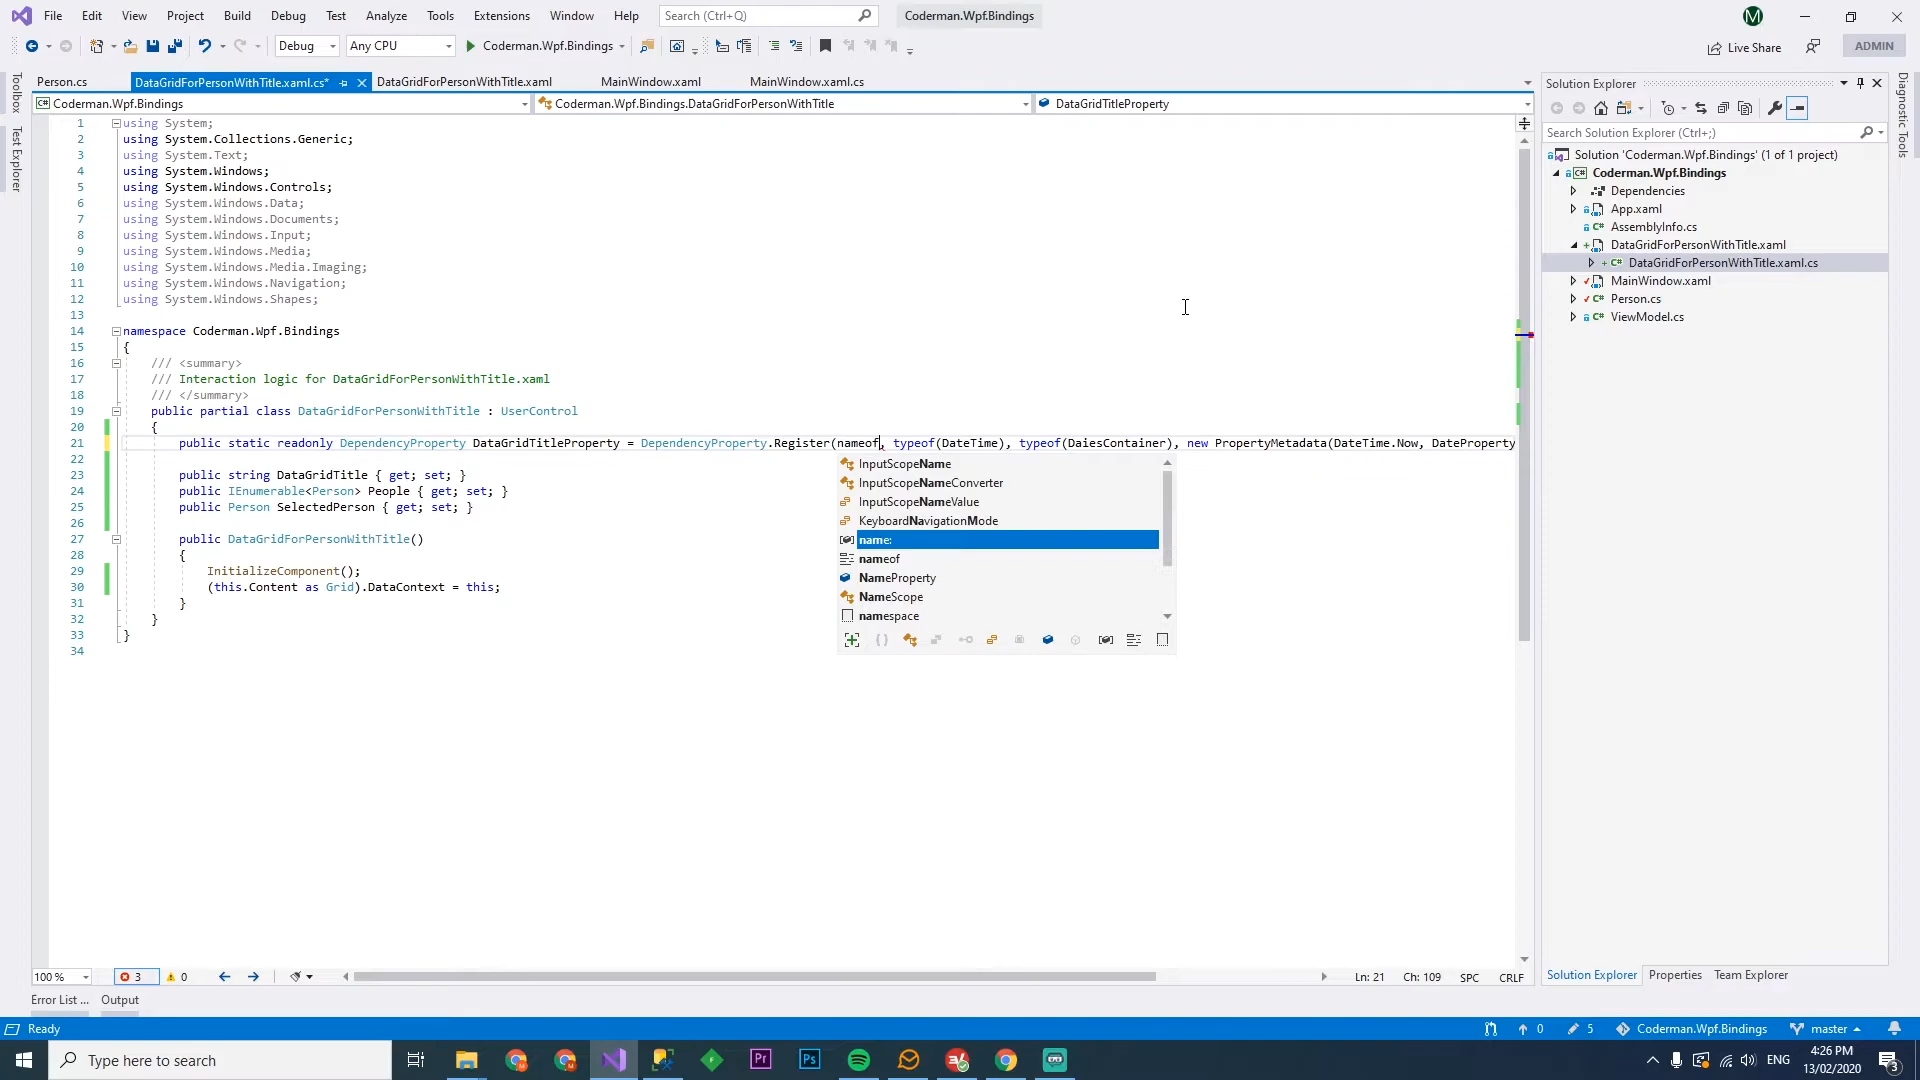 File Edit View Project Build Debug Test Analyze Tools Extensions Window Help Search (Ctrl+Q) Coderman.Wpf.Bindings M
Debug Any CPU Coderman.Wpf.Bindings Live Share ADMIN
Toolbox
Test Explorer
Person.cs DataGridForPersonWithTitle.xaml.cs* DataGridForPersonWithTitle.xaml MainWindow.xaml MainWindow.xaml.cs
Coderman.Wpf.Bindings Coderman.Wpf.Bindings.DataGridForPersonWithTitle DataGridTitleProperty
1 using System;
2 using System.Collections.Generic;
3 using System.Text;
4 using System.Windows;
5 using System.Windows.Controls;
6 using System.Windows.Data;
7 using System.Windows.Documents;
8 using System.Windows.Input;
9 using System.Windows.Media;
10 using System.Windows.Media.Imaging;
11 using System.Windows.Navigation;
12 using System.Windows.Shapes;
13
14 namespace Coderman.Wpf.Bindings
15 {
16 /// <summary>
17 /// Interaction logic for DataGridForPersonWithTitle.xaml
18 /// </summary>
19 public partial class DataGridForPersonWithTitle : UserControl
20 {
21 public static readonly DependencyProperty DataGridTitleProperty = DependencyProperty.Register(nameof, typeof(DateTime), typeof(DaiesContainer), new PropertyMetadata(DateTime.Now, DateProperty
22
23 public string DataGridTitle { get; set; }
24 public IEnumerable<Person> People { get; set; }
25 public Person SelectedPerson { get; set; }
26
27 public DataGridForPersonWithTitle()
28 {
29 InitializeComponent();
30 (this.Content as Grid).DataContext = this;
31 }
32 }
33 }
34
InputScopeName
InputScopeNameConverter
InputScopeNameValue
KeyboardNavigationMode
name:
nameof
NameProperty
NameScope
namespace
Solution Explorer
Search Solution Explorer (Ctrl+;)
Solution 'Coderman.Wpf.Bindings' (1 of 1 project)
Coderman.Wpf.Bindings
Dependencies
App.xaml
AssemblyInfo.cs
DataGridForPersonWithTitle.xaml
DataGridForPersonWithTitle.xaml.cs
MainWindow.xaml
Person.cs
ViewModel.cs
Diagnostic Tools
100 % 3 0 Ln: 21 Ch: 109 SPC CRLF
Solution Explorer Properties Team Explorer
Error List ... Output
Ready 0 5 Coderman.Wpf.Bindings master
Type here to search
Pr Ps
ENG
4:26 PM
13/02/2020
3